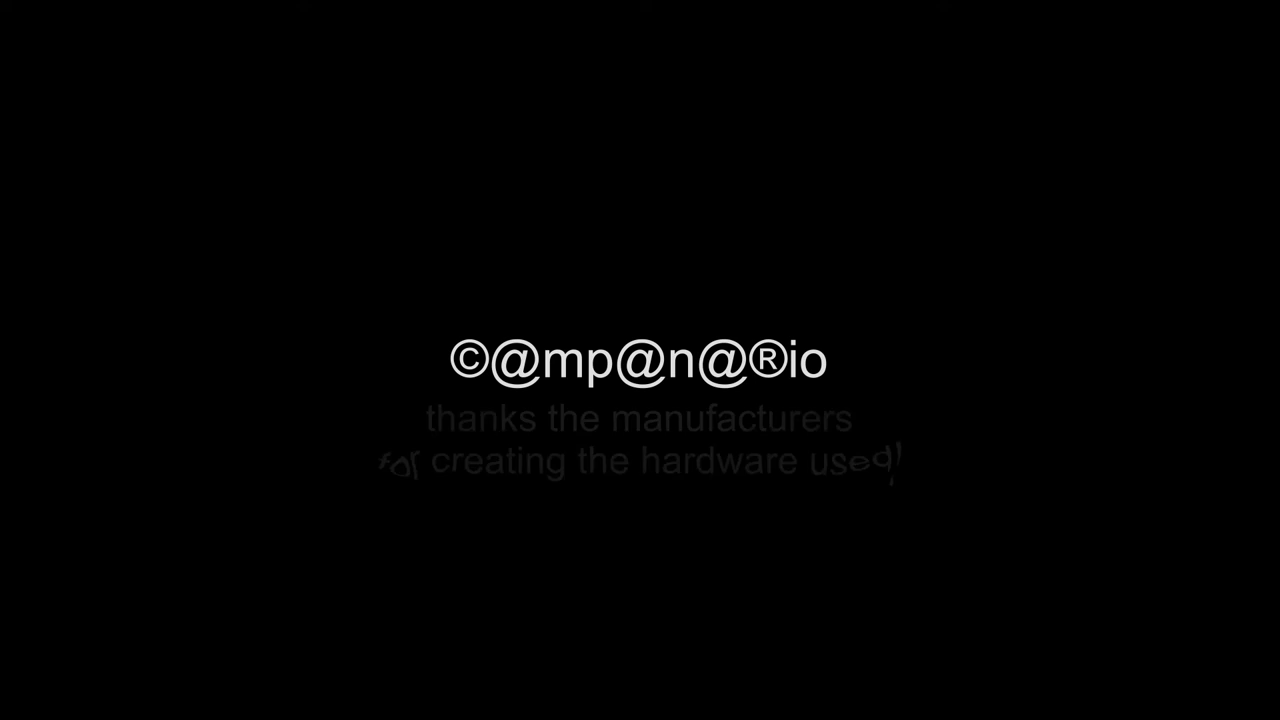 ©@mp@n@®io
thanks the manufacturers
for creating the hardware used!